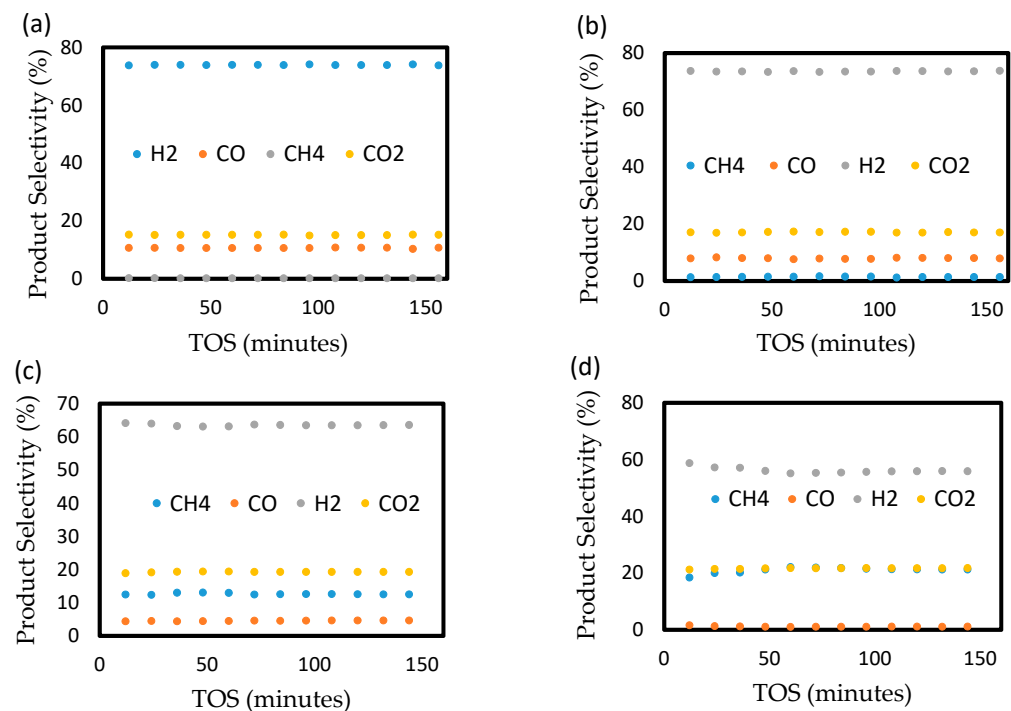 (a)
Product Selectivity (%)
80
60
40
20
0
H2 CO CH4 CO2
0 50 100 150
TOS (minutes)
(b)
Product Selectivity (%)
80
60
40
20
0
CH4 CO H2 CO2
0 50 100 150
TOS (minutes)
(c)
Product Selectivity (%)
70
60
50
40
30
20
10
0
CH4 CO H2 CO2
0 50 100 150
TOS (minutes)
(d)
Product Selectivity (%)
80
60
40
20
0
CH4 CO H2 CO2
0 50 100 150
TOS (minutes)